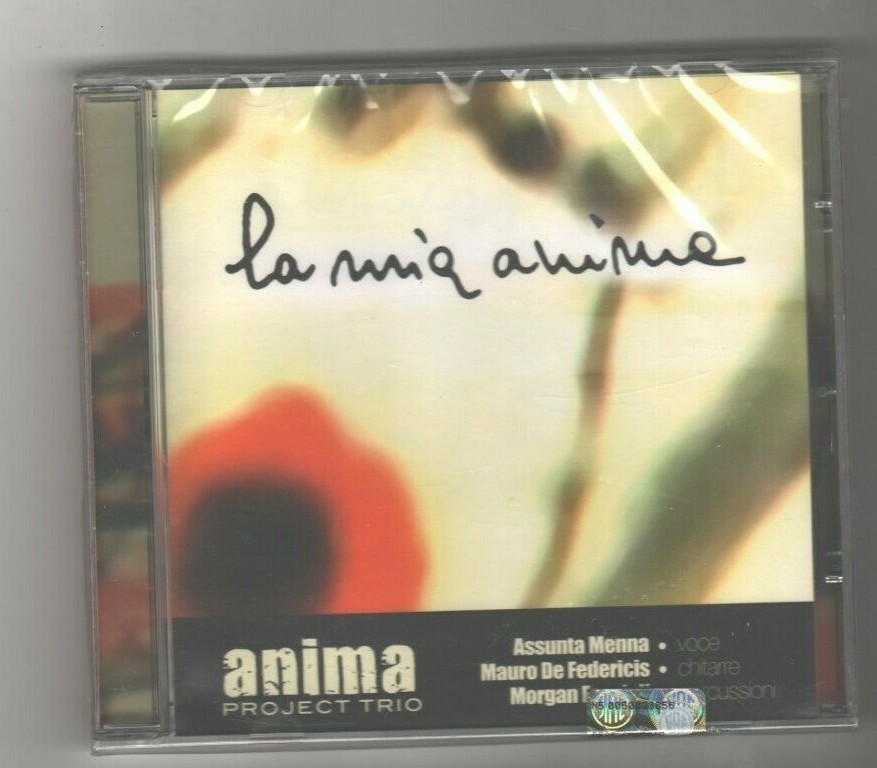 la mia anima
anima
PROJECT TRIO
Assunta Menna • voce
Mauro De Federicis • chitarre
Morgan